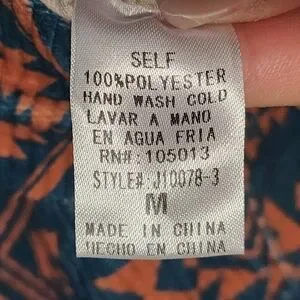 SELF
100%POLYESTER
HAND WASH COLD
LAVAR A MANO
EN AGUA FRIA
RN#: 105013
STYLE#: J10078-3
M
MADE IN CHINA
HECHO EN CHINA